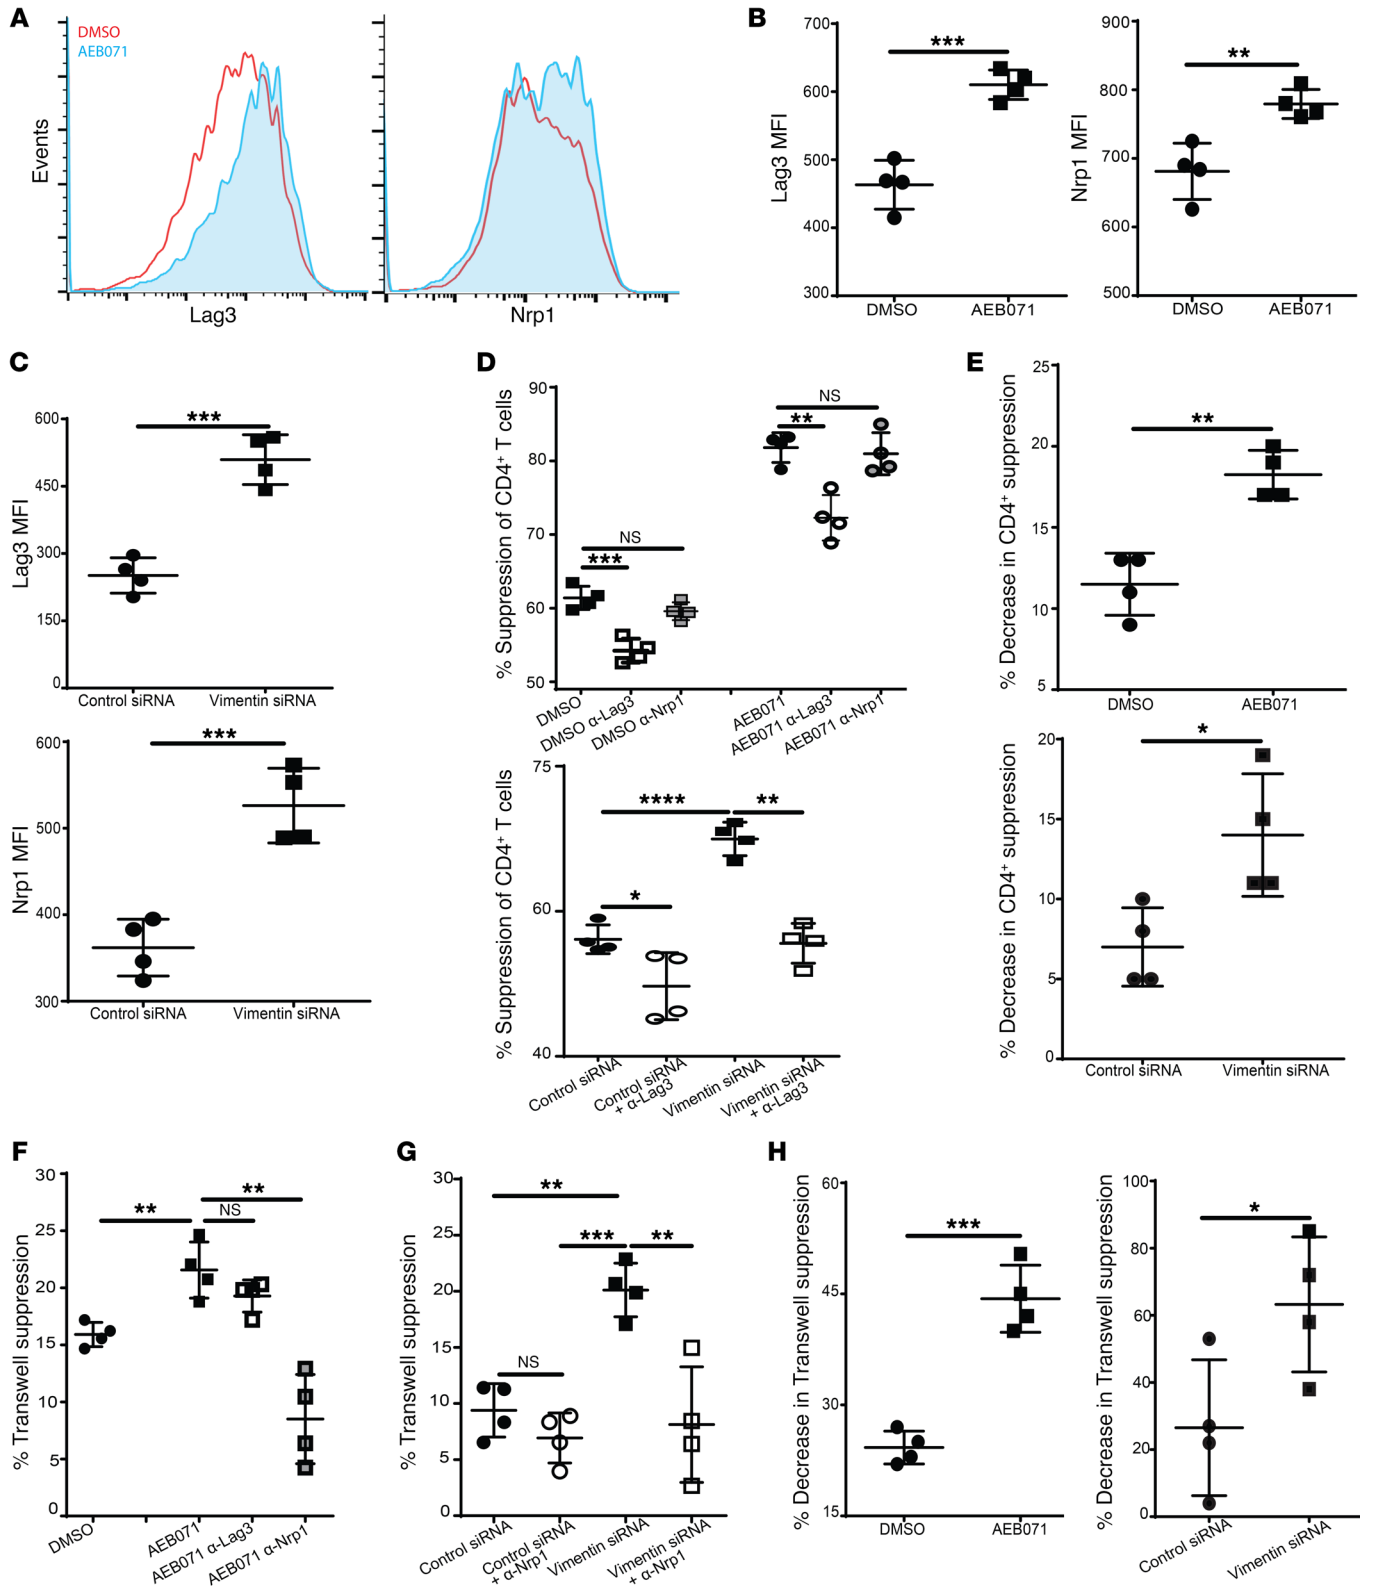 A
DMSO
AEB071
Events
Lag3
Nrp1
B
Lag3 MFI
700
600
500
400
300
***
DMSO
AEB071
Nrp1 MFI
900
800
700
600
500
**
DMSO
AEB071
C
Lag3 MFI
600
450
300
150
0
***
Control siRNA
Vimentin siRNA
Nrp1 MFI
600
500
400
300
***
Control siRNA
Vimentin siRNA
D
% Suppression of CD4+ T cells
90
80
70
60
50
NS
***
NS
**
DMSO
DMSO α-Lag3
DMSO α-Nrp1
AEB071
AEB071 α-Lag3
AEB071 α-Nrp1
% Suppression of CD4+ T cells
75
60
40
****
**
*
Control siRNA
Control siRNA
+ α-Lag3
Vimentin siRNA
Vimentin siRNA
+ α-Lag3
E
% Decrease in CD4+ suppression
25
20
15
10
5
**
DMSO
AEB071
% Decrease in CD4+ suppression
20
15
10
5
0
*
Control siRNA
Vimentin siRNA
F
% Transwell suppression
30
25
20
15
10
5
0
**
**
NS
DMSO
AEB071
AEB071 α-Lag3
AEB071 α-Nrp1
G
% Transwell suppression
30
25
20
15
10
5
0
**
***
**
NS
Control siRNA
Control siRNA
+ α-Nrp1
Vimentin siRNA
Vimentin siRNA
+ α-Nrp1
H
% Decrease in Transwell suppression
60
45
30
15
***
DMSO
AEB071
% Decrease in Transwell suppression
100
80
60
40
20
0
*
Control siRNA
Vimentin siRNA